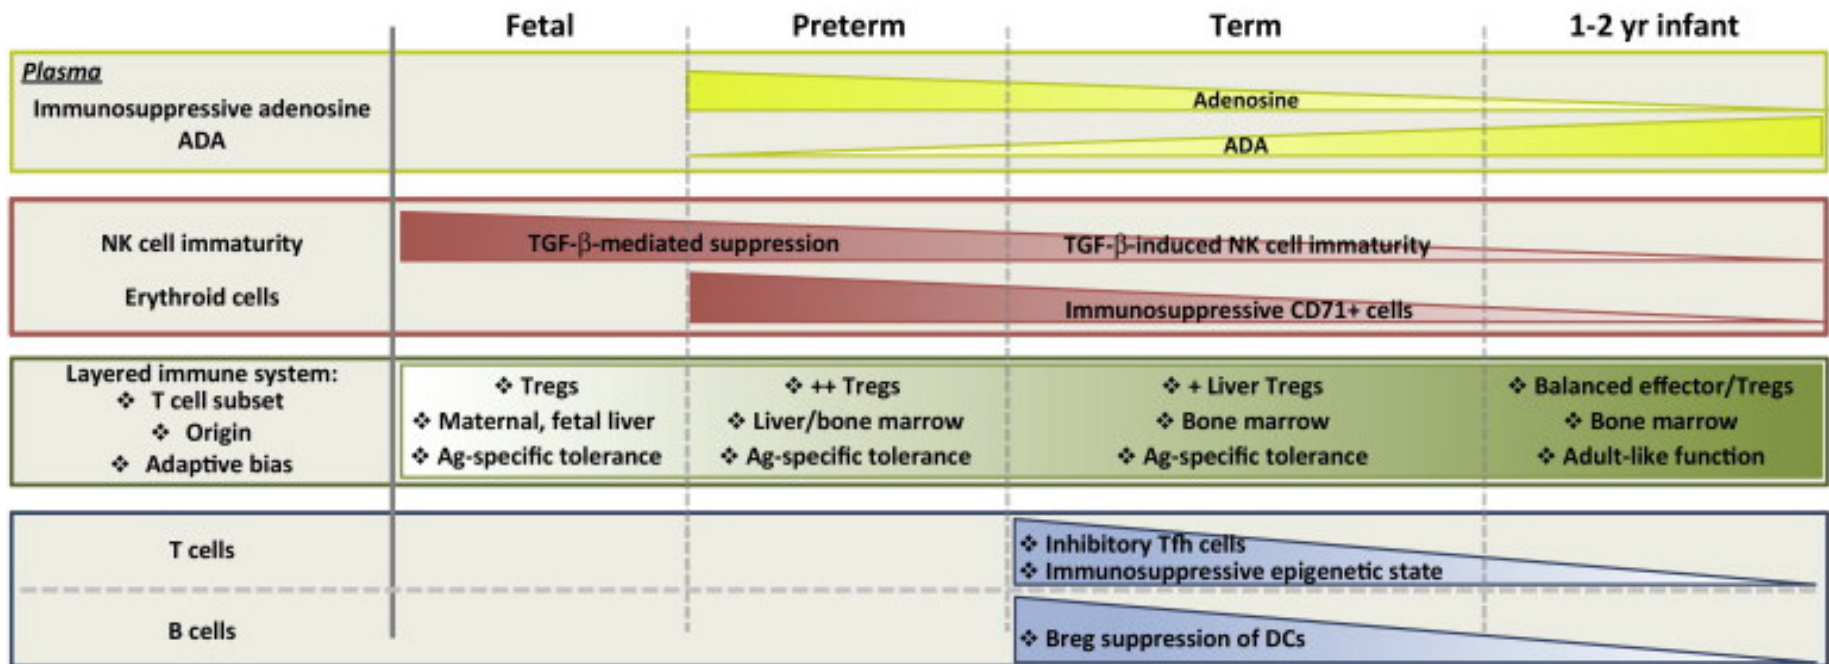 Fetal Preterm Term 1-2 yr infant
Plasma
Immunosuppressive adenosine
ADA
Adenosine
ADA
NK cell immaturity
TGF-β-mediated suppression
TGF-β-induced NK cell immaturity
Erythroid cells
Immunosuppressive CD71+ cells
Layered immune system:
❖ T cell subset
❖ Origin
❖ Adaptive bias
❖ Tregs
❖ Maternal, fetal liver
❖ Ag-specific tolerance
❖ ++ Tregs
❖ Liver/bone marrow
❖ Ag-specific tolerance
❖ + Liver Tregs
❖ Bone marrow
❖ Ag-specific tolerance
❖ Balanced effector/Tregs
❖ Bone marrow
❖ Adult-like function
T cells
❖ Inhibitory Tfh cells
❖ Immunosuppressive epigenetic state
B cells
❖ Breg suppression of DCs